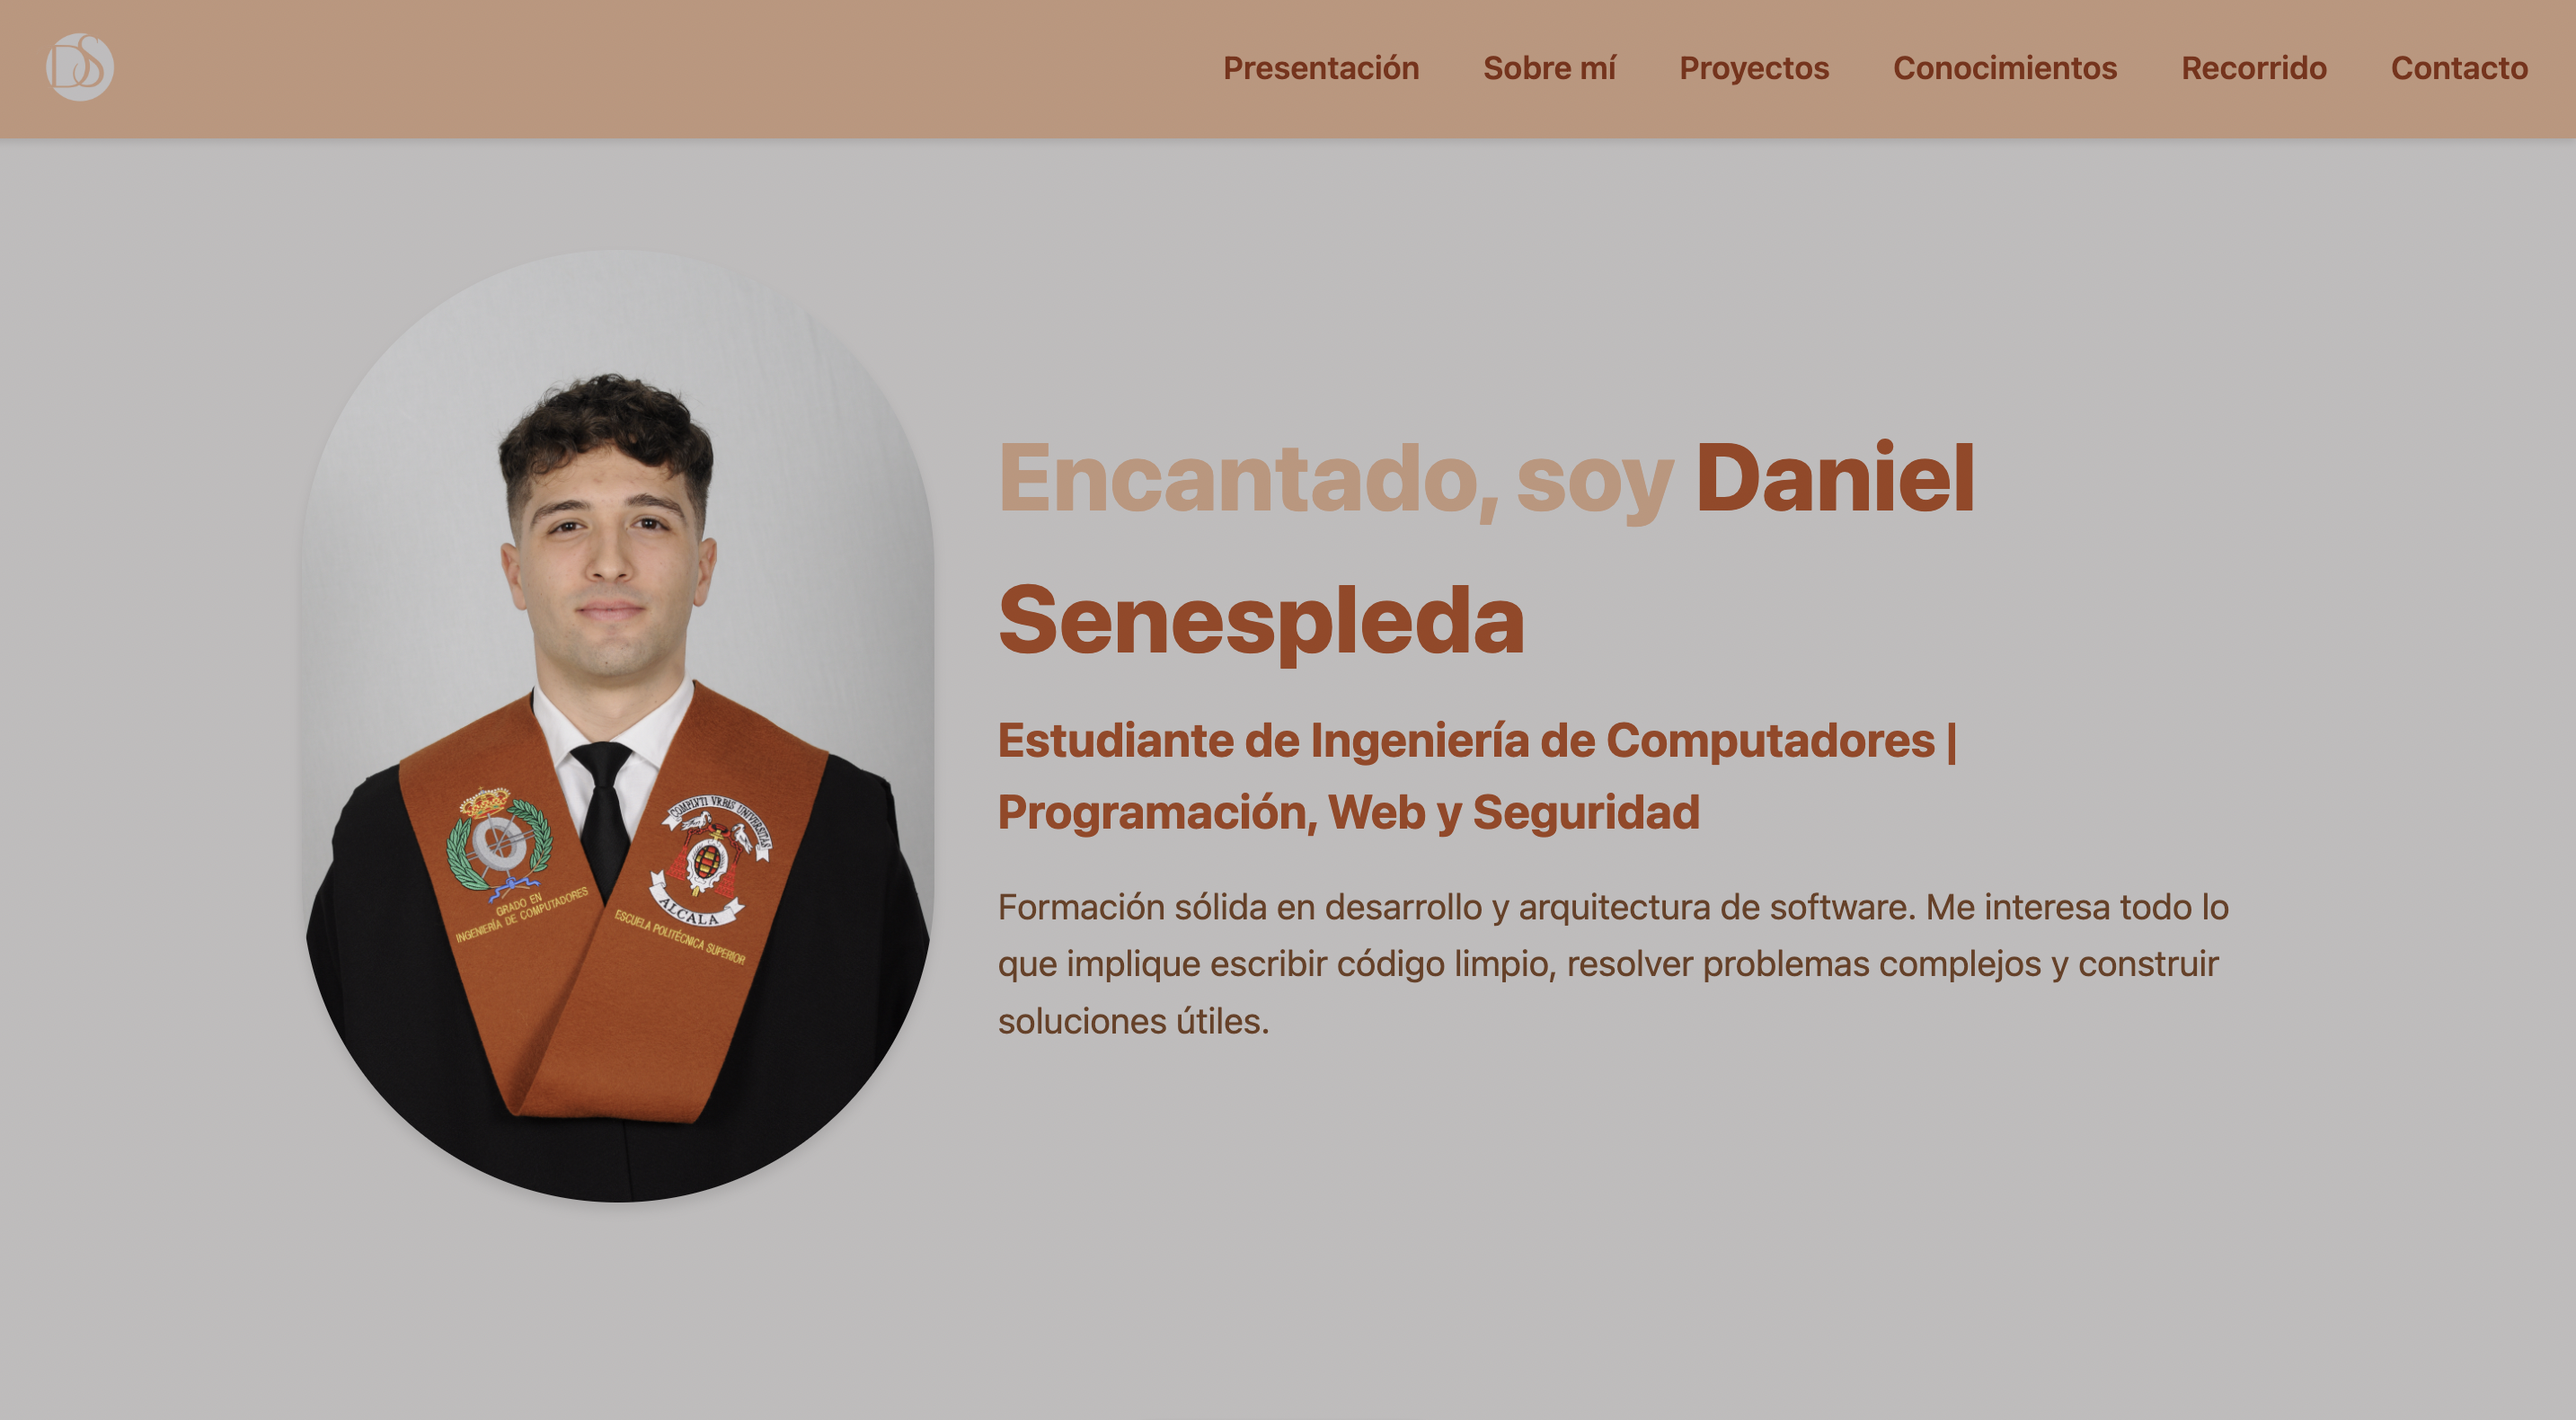 DS
Presentación Sobre mí Proyectos Conocimientos Recorrido Contacto
Encantado, soy Daniel
Senespleda
Estudiante de Ingeniería de Computadores |
Programación, Web y Seguridad
Formación sólida en desarrollo y arquitectura de software. Me interesa todo lo
que implique escribir código limpio, resolver problemas complejos y construir
soluciones útiles.
GRADO EN
INGENIERÍA DE COMPUTADORES
COMPLVTI VRBIS UNIVERSITAS
ALCALA
ESCUELA POLITÉCNICA SUPERIOR